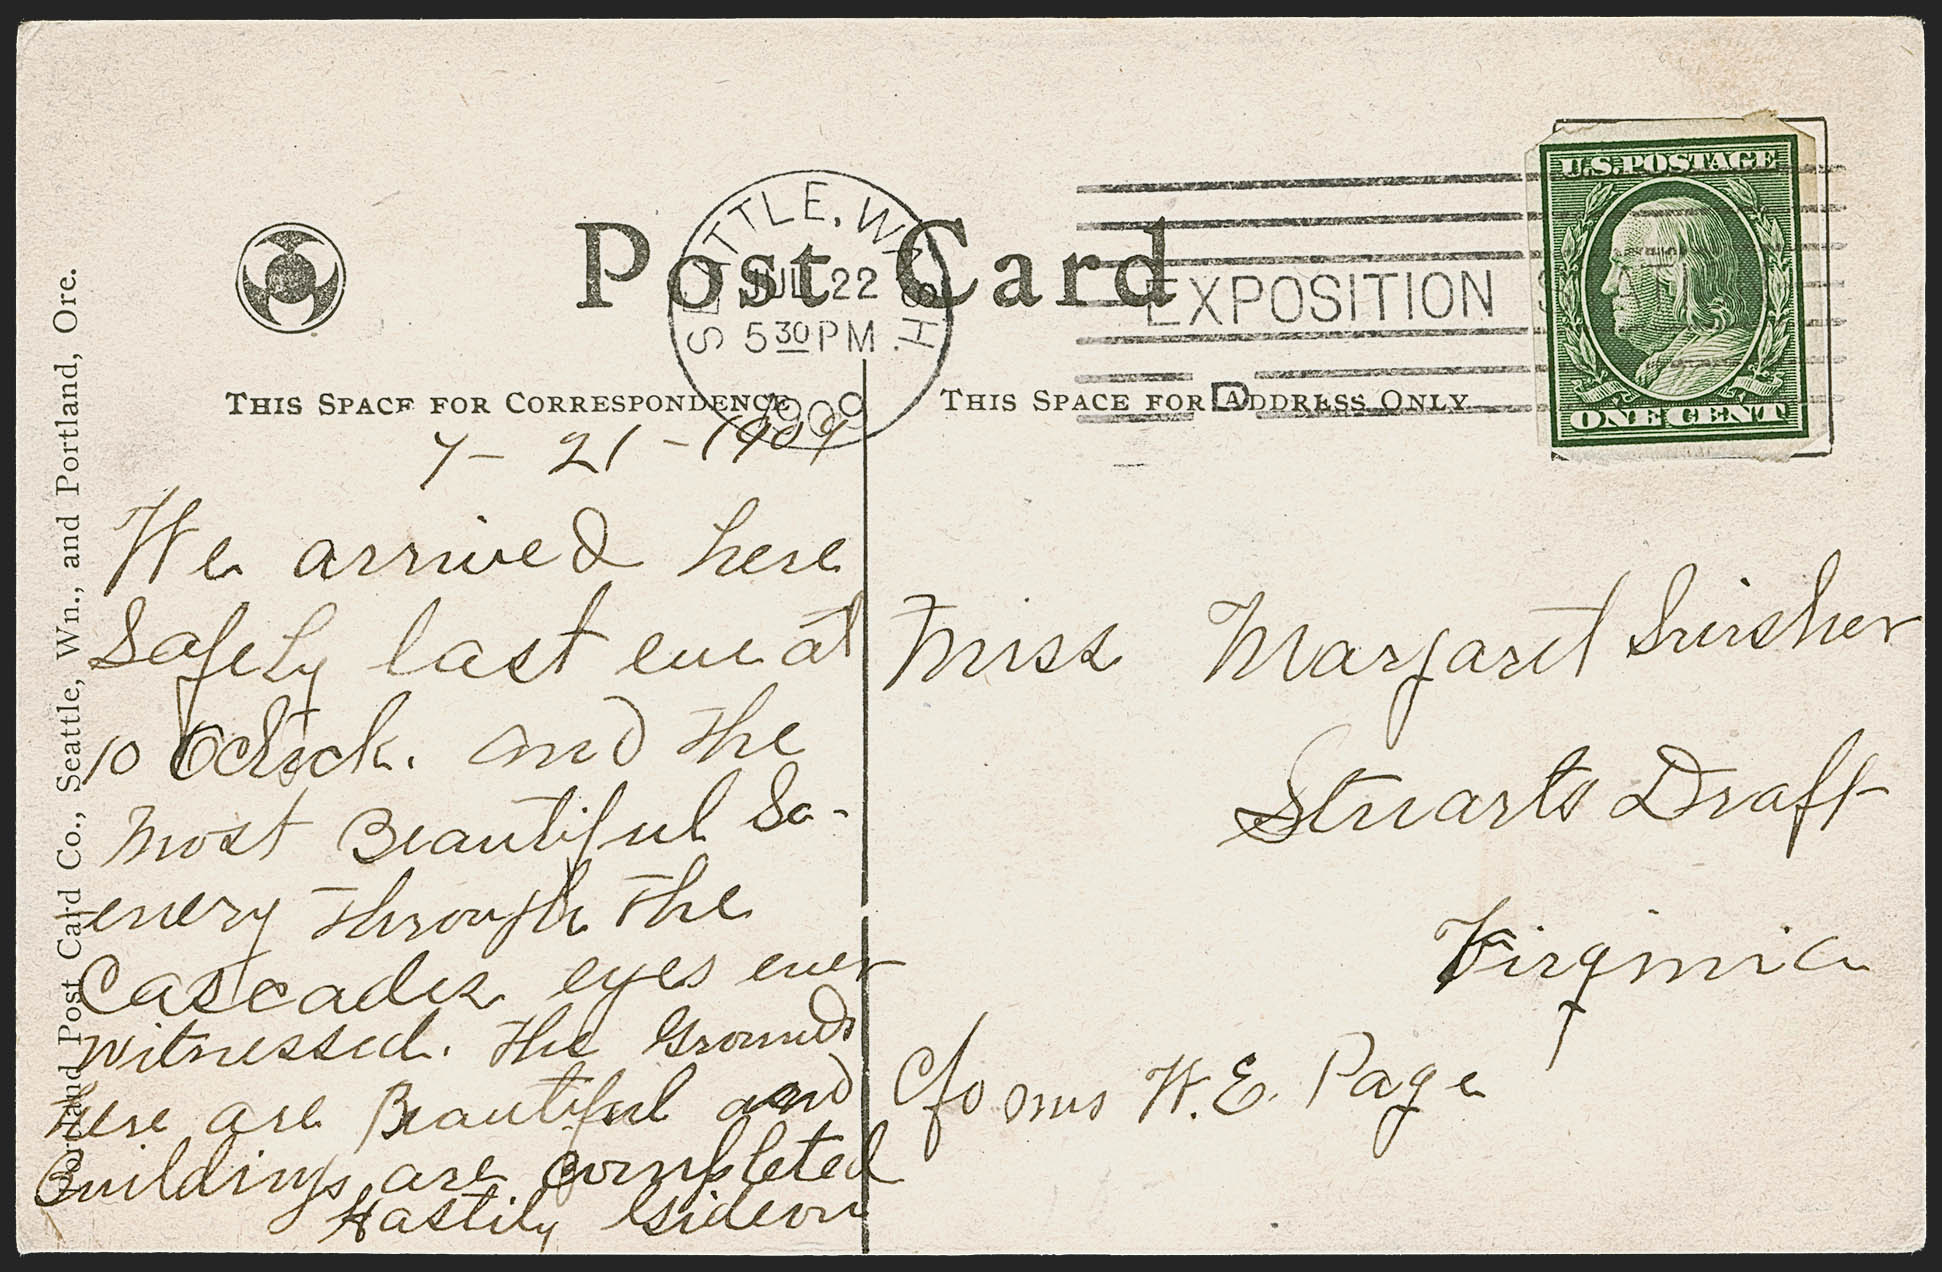 Post Card
SEATTLE, WASH.
JUL 22
5 30 PM
1909
EXPOSITION
D
U.S. POSTAGE
ONE CENT
THIS SPACE FOR CORRESPONDENCE
THIS SPACE FOR ADDRESS ONLY
Portland Post Card Co., Seattle, Wn., and Portland, Ore.
7 - 21 - 1909
We arrived here
Safely last eve at
10 Oclock. and the
most Beautiful Sc-
enery through the
Cascades eyes ever
witnessed. The Grounds
here are Beautiful and
Buildings are completed
Hastily Gideon
Miss Margaret Swisher
Stuarts Draft
Virginia
c/o Mrs W. E. Page